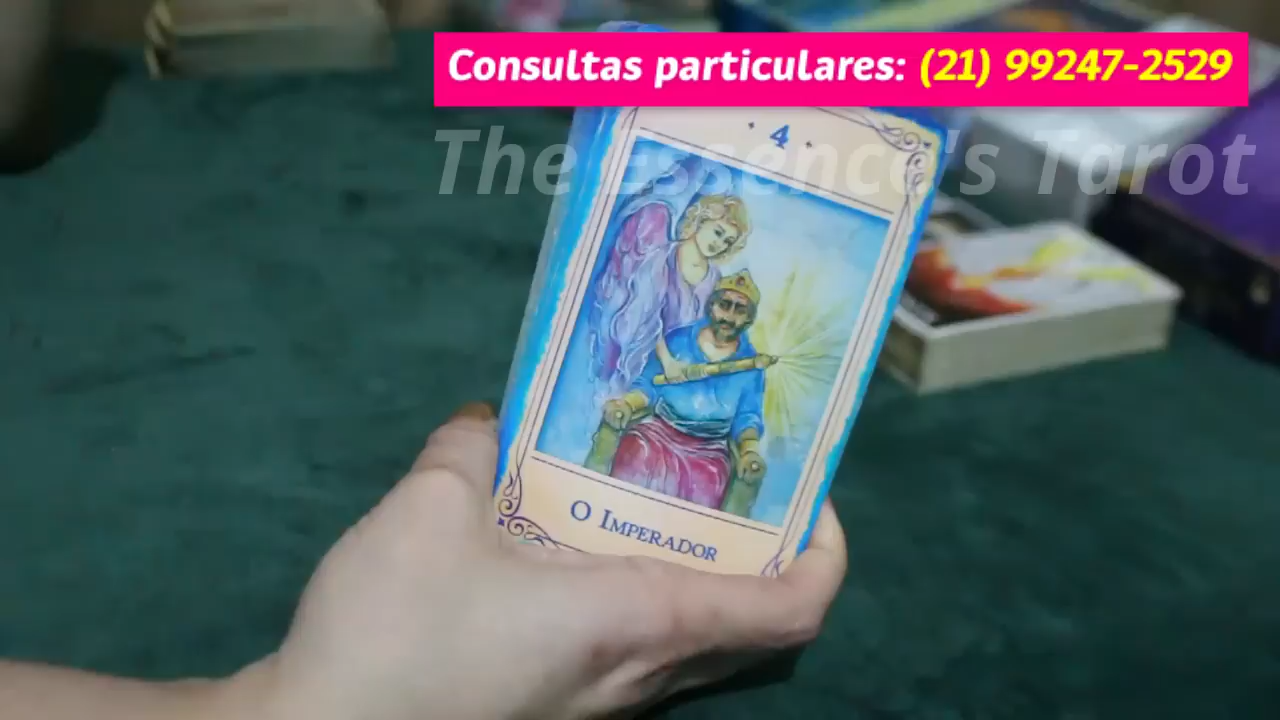 Consultas particulares: (21) 99247-2529
The Essence's Tarot
4
O IMPERADOR